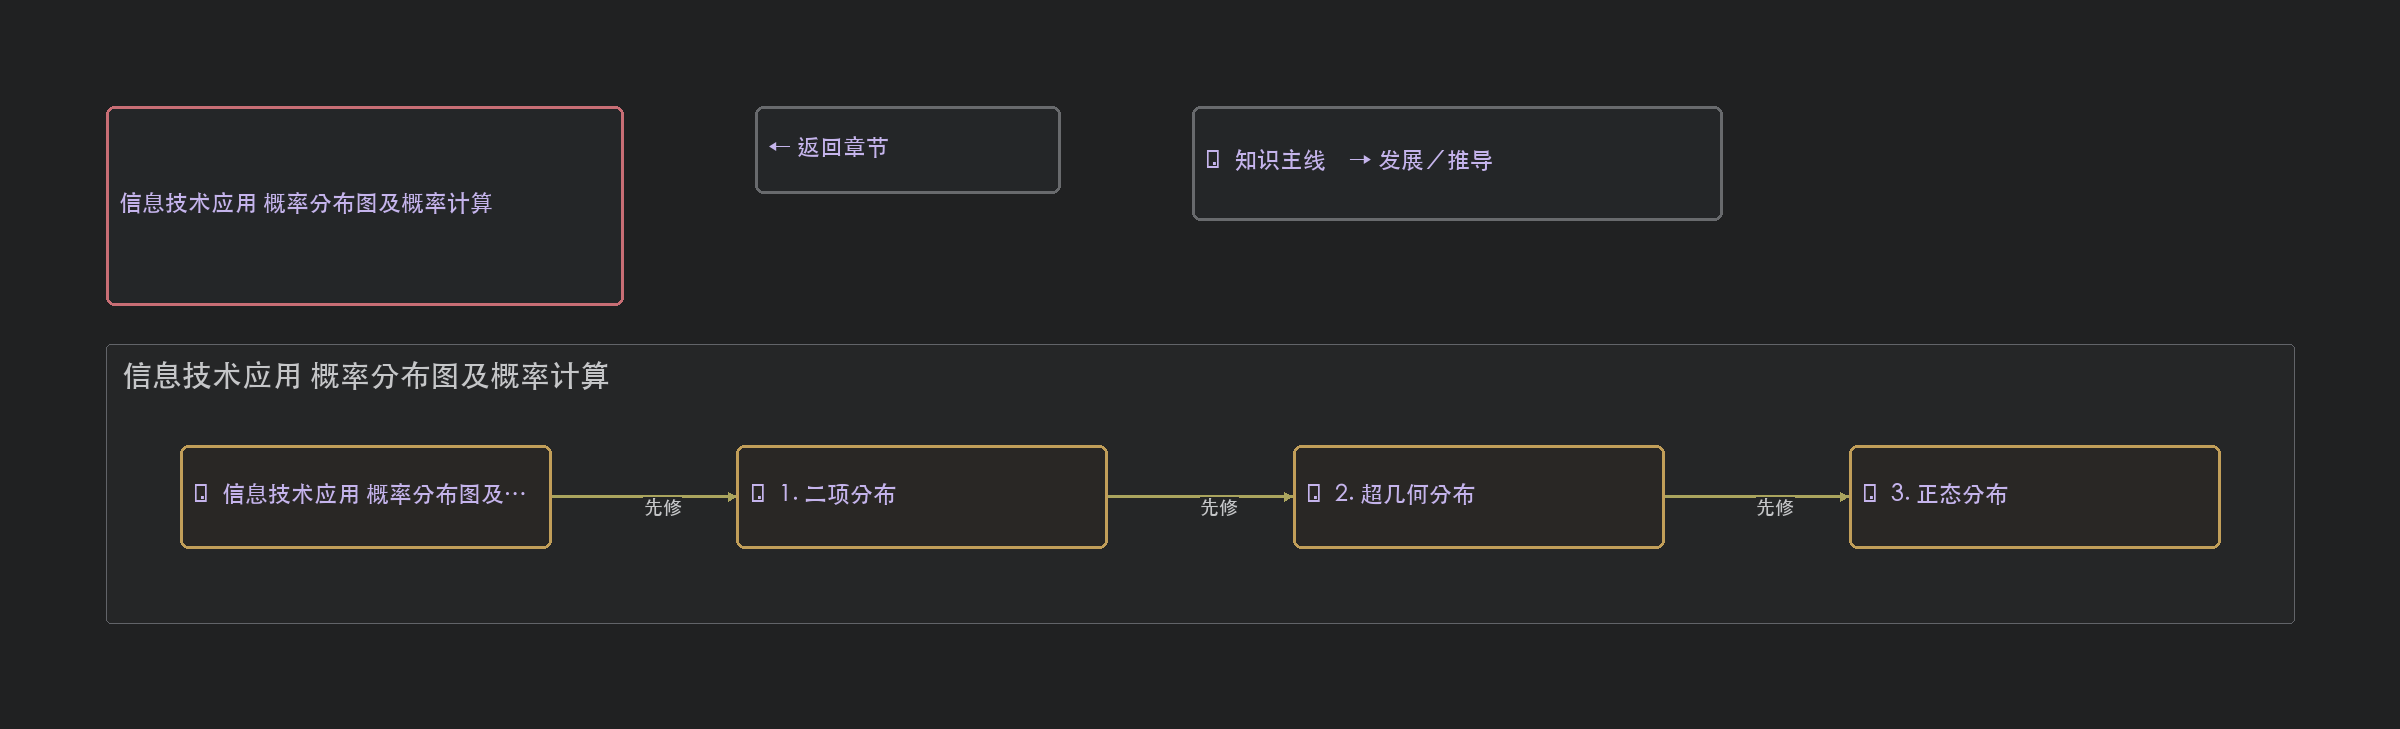 信息技术应用 概率分布图及概率计算
← 返回章节
知识主线 → 发展／推导
信息技术应用 概率分布图及概率计算
信息技术应用 概率分布图及…
先修
1. 二项分布
先修
2. 超几何分布
先修
3. 正态分布